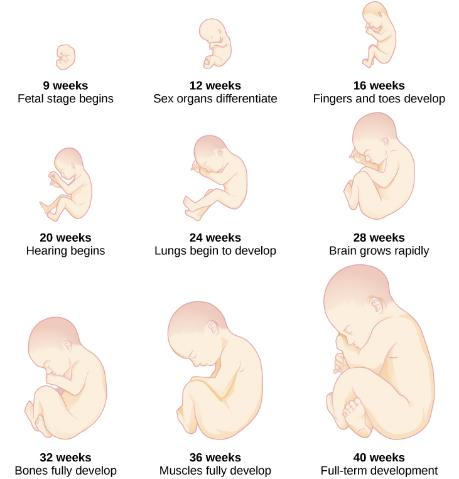 9 weeks
Fetal stage begins
12 weeks
Sex organs differentiate
16 weeks
Fingers and toes develop
20 weeks
Hearing begins
24 weeks
Lungs begin to develop
28 weeks
Brain grows rapidly
32 weeks
Bones fully develop
36 weeks
Muscles fully develop
40 weeks
Full-term development